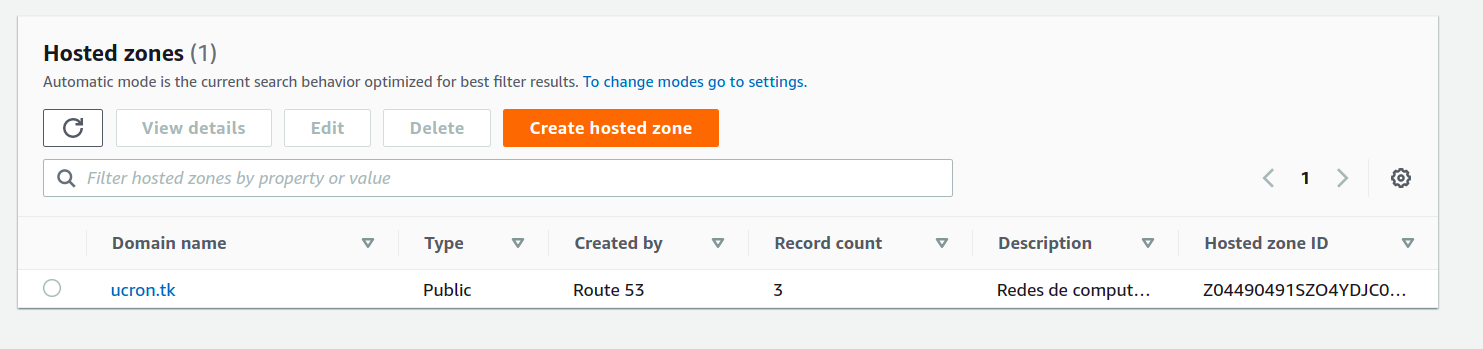 Hosted zones (1)
Automatic mode is the current search behavior optimized for best filter results. To change modes go to settings.
View details Edit Delete Create hosted zone
Filter hosted zones by property or value 1
Domain name Type Created by Record count Description Hosted zone ID
ucron.tk Public Route 53 3 Redes de comput... Z04490491SZO4YDJC0...